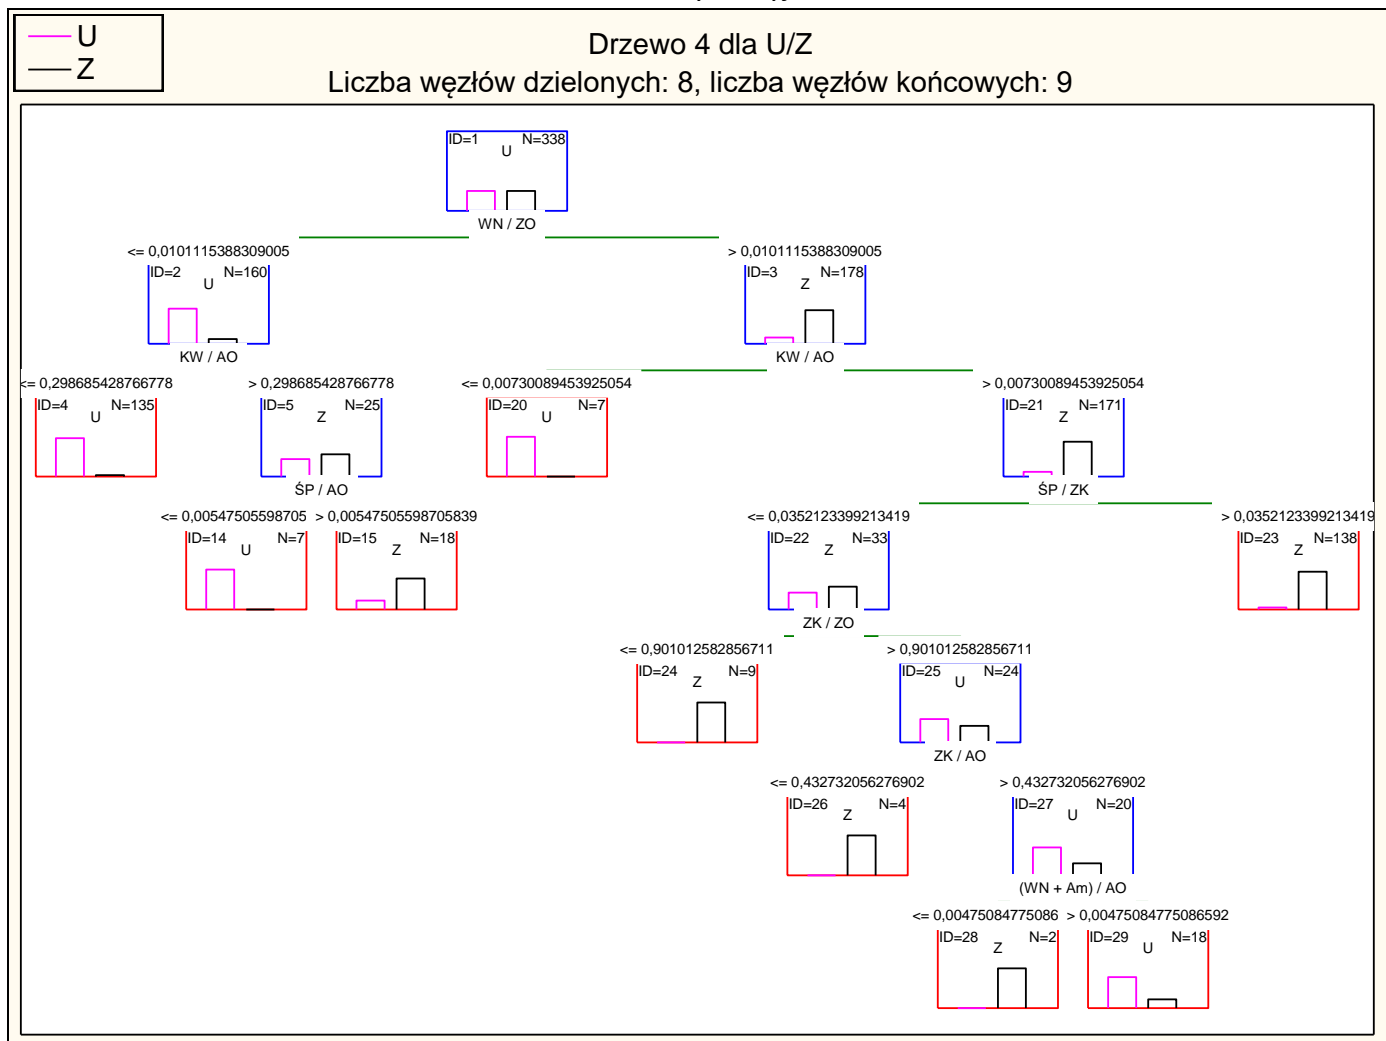 U
Z
Drzewo 4 dla U/Z
Liczba węzłów dzielonych: 8, liczba węzłów końcowych: 9
ID=1 N=338
U
WN / ZO
<= 0,0101115388309005 > 0,0101115388309005
ID=2 N=160 ID=3 N=178
U Z
KW / AO KW / AO
<= 0,298685428766778 > 0,298685428766778 <= 0,00730089453925054 > 0,00730089453925054
ID=4 N=135 ID=5 N=25 ID=20 N=7 ID=21 N=171
U Z U Z
ŚP / AO ŚP / ZK
<= 0,00547505598705 > 0,00547505598705839 <= 0,0352123399213419 > 0,0352123399213419
ID=14 N=7 ID=15 N=18 ID=22 N=33 ID=23 N=138
U Z Z Z
ZK / ZO
<= 0,901012582856711 > 0,901012582856711
ID=24 N=9 ID=25 N=24
Z U
ZK / AO
<= 0,432732056276902 > 0,432732056276902
ID=26 N=4 ID=27 N=20
Z U
(WN + Am) / AO
<= 0,00475084775086 > 0,00475084775086592
ID=28 N=2 ID=29 N=18
Z U